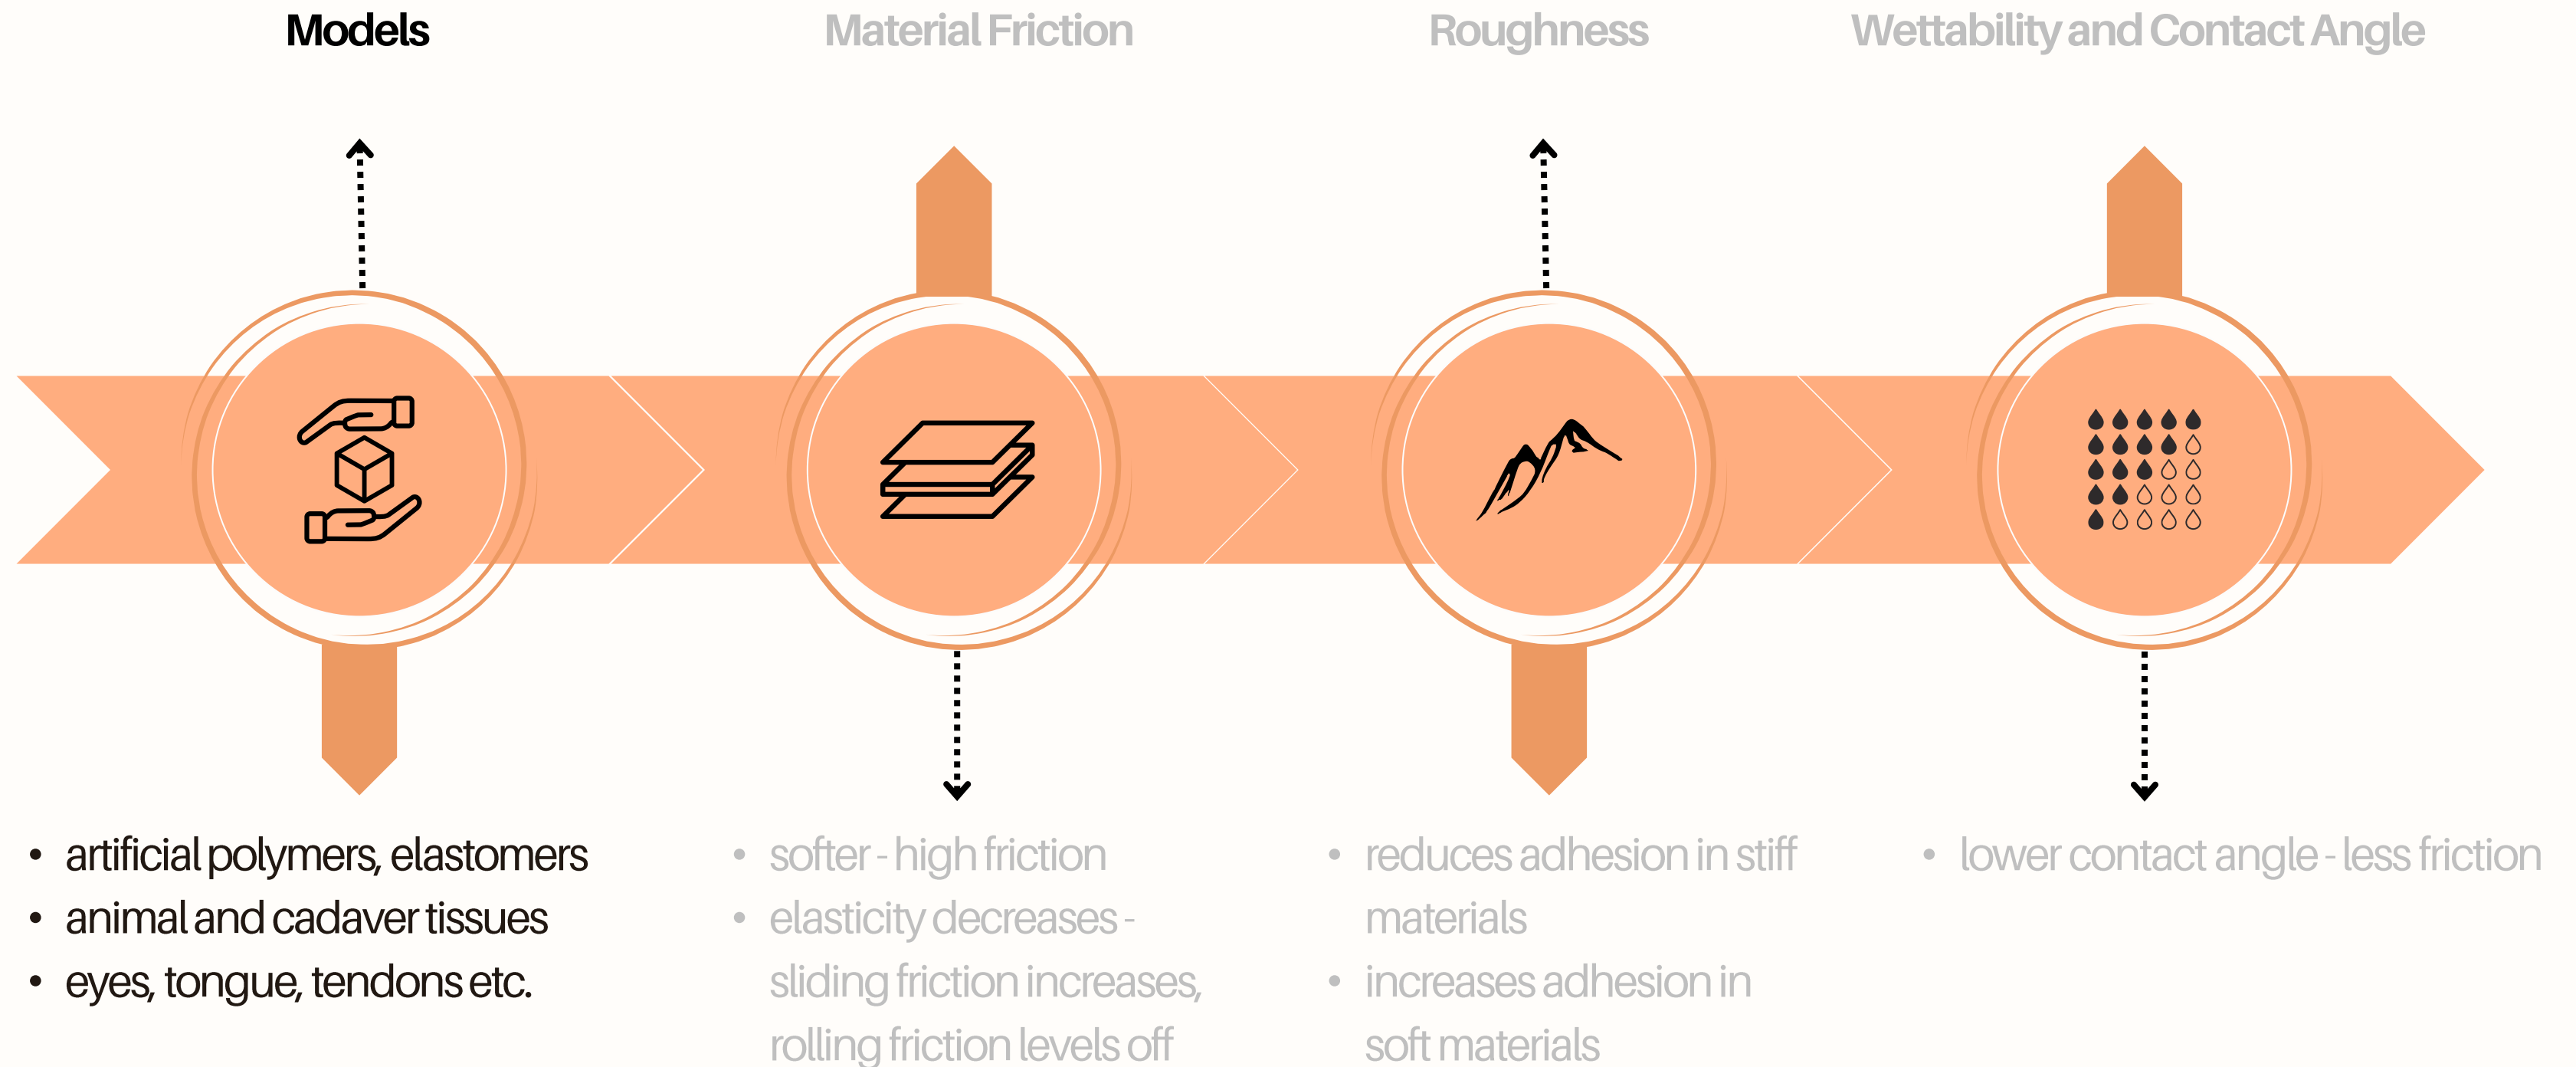 Models
Material Friction
Roughness
Wettability and Contact Angle
• artificial polymers, elastomers
• animal and cadaver tissues
• eyes, tongue, tendons etc.
• softer - high friction
• elasticity decreases -
sliding friction increases,
rolling friction levels off
• reduces adhesion in stiff
materials
• increases adhesion in
soft materials
• lower contact angle - less friction